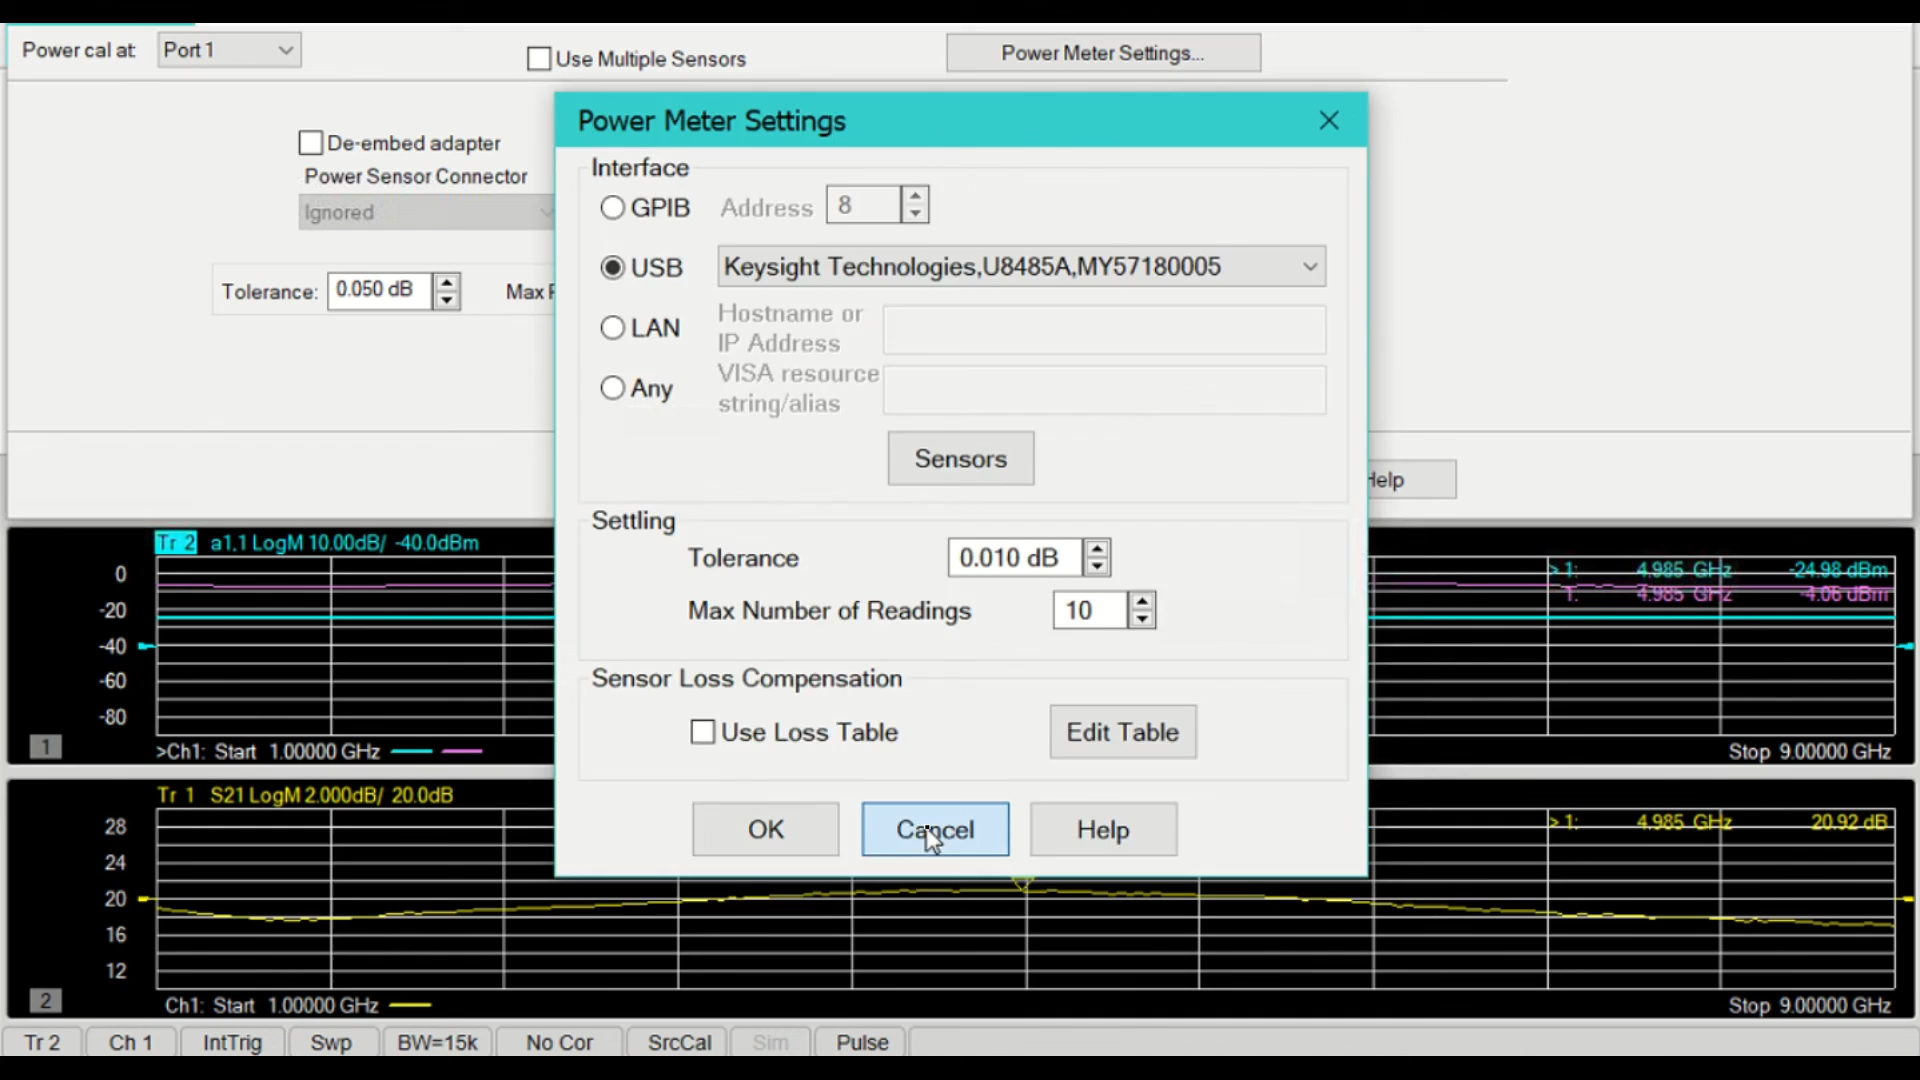 Power cal at: Port 1
Use Multiple Sensors
Power Meter Settings...
De-embed adapter
Power Sensor Connector
Ignored
Tolerance: 0.050 dB
Max
Power Meter Settings
Interface
GPIB Address 8
USB Keysight Technologies,U8485A,MY57180005
LAN Hostname or
IP Address
Any VISA resource
string/alias
Sensors
Settling
Tolerance 0.010 dB
Max Number of Readings 10
Sensor Loss Compensation
Use Loss Table Edit Table
OK Cancel Help
Help
Tr 2 a1,1 LogM 10.00dB/ -40.0dBm
0
-20
-40
-60
-80
> 1: 4.985 GHz -24.98 dBm
1: 4.985 GHz -4.06 dBm
1
>Ch1: Start 1.00000 GHz
Stop 9.00000 GHz
Tr 1 S21 LogM 2.000dB/ 20.0dB
28
24
20
16
12
> 1: 4.985 GHz 20.92 dB
2
Ch1: Start 1.00000 GHz
Stop 9.00000 GHz
Tr 2 Ch 1 IntTrig Swp BW=15k No Cor SrcCal Sim Pulse